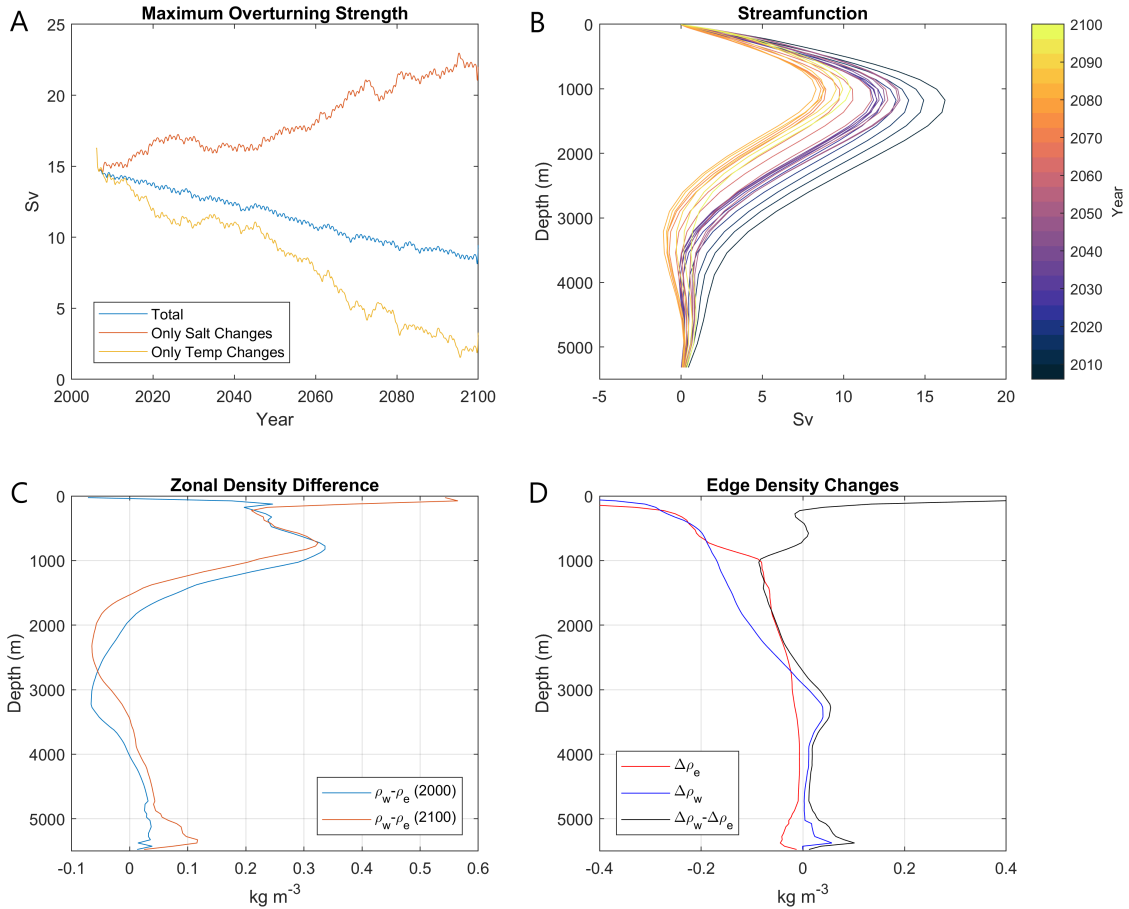 A
Maximum Overturning Strength
25
20
15
10
5
0
Sv
Total
Only Salt Changes
Only Temp Changes
2000 2020 2040 2060 2080 2100
Year
B
Streamfunction
0
1000
2000
3000
4000
5000
Depth (m)
-5 0 5 10 15 20
Sv
2100
2090
2080
2070
2060
2050
2040
2030
2020
2010
Year
C
Zonal Density Difference
0
1000
2000
3000
4000
5000
Depth (m)
ρw-ρe (2000)
ρw-ρe (2100)
-0.1 0 0.1 0.2 0.3 0.4 0.5 0.6
kg m-3
D
Edge Density Changes
0
1000
2000
3000
4000
5000
Depth (m)
Δρe
Δρw
Δρw-Δρe
-0.4 -0.2 0 0.2 0.4
kg m-3